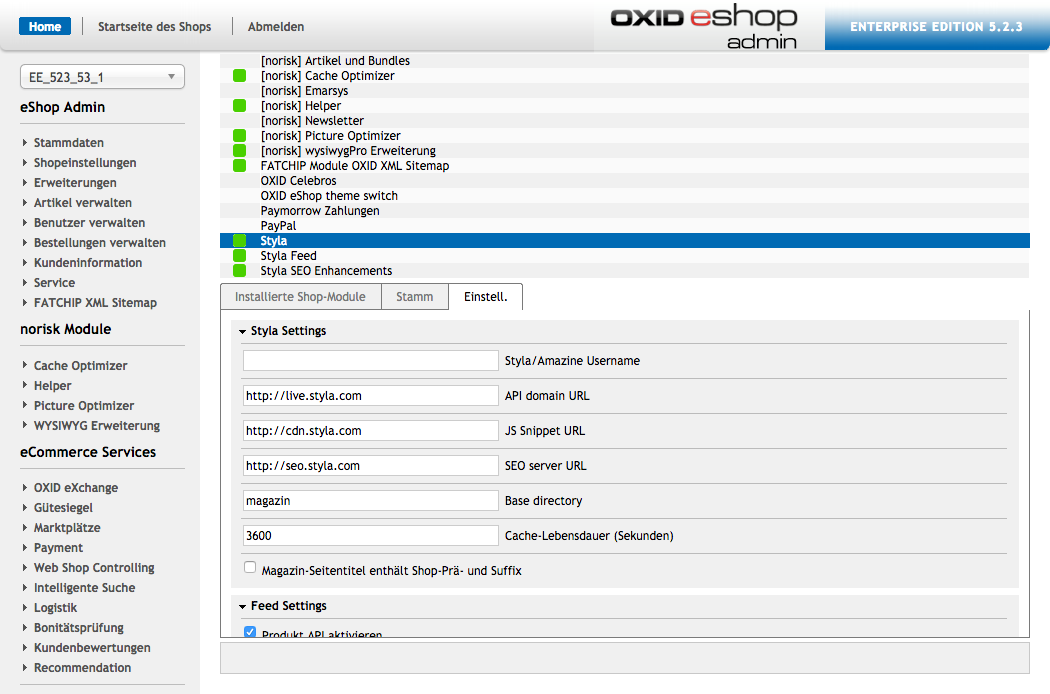 Home
Startseite des Shops
Abmelden
OXID eshop
admin
ENTERPRISE EDITION 5.2.3
EE_523_53_1
eShop Admin
Stammdaten
Shopeinstellungen
Erweiterungen
Artikel verwalten
Benutzer verwalten
Bestellungen verwalten
Kundeninformation
Service
FATCHIP XML Sitemap
norisk Module
Cache Optimizer
Helper
Picture Optimizer
WYSIWYG Erweiterung
eCommerce Services
OXID eXchange
Gütesiegel
Marktplätze
Payment
Web Shop Controlling
Intelligente Suche
Logistik
Bonitätsprüfung
Kundenbewertungen
Recommendation
[norisk] Artikel und Bundles
[norisk] Cache Optimizer
[norisk] Emarsys
[norisk] Helper
[norisk] Newsletter
[norisk] Picture Optimizer
[norisk] wysiwygPro Erweiterung
FATCHIP Module OXID XML Sitemap
OXID Celebros
OXID eShop theme switch
Paymorrow Zahlungen
PayPal
Styla
Styla Feed
Styla SEO Enhancements
Installierte Shop-Module
Stamm
Einstell.
Styla Settings
Styla/Amazine Username
http://live.styla.com API domain URL
http://cdn.styla.com JS Snippet URL
http://seo.styla.com SEO server URL
magazin Base directory
3600 Cache-Lebensdauer (Sekunden)
Magazin-Seitentitel enthält Shop-Prä- und Suffix
Feed Settings
Produkt API aktivieren